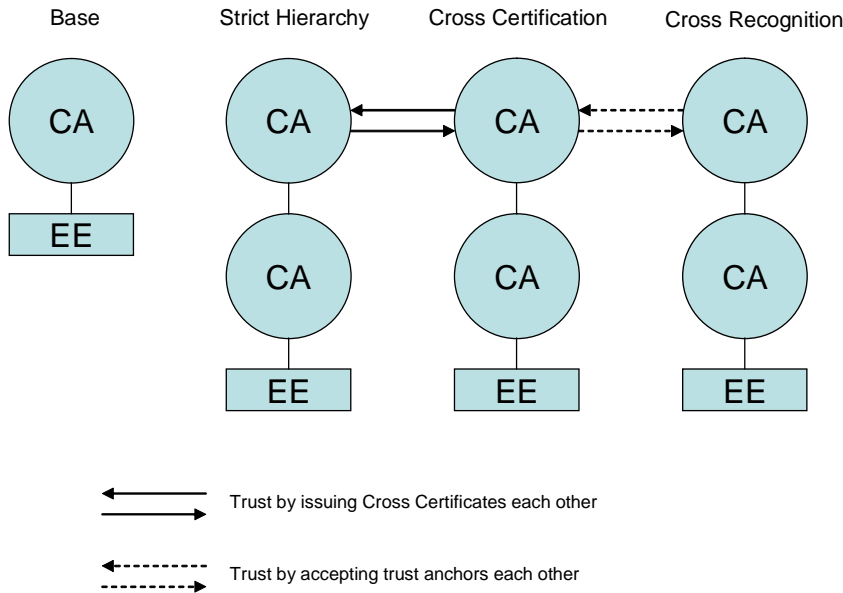 Base
Strict Hierarchy
Cross Certification
Cross Recognition
CA
CA
CA
CA
EE
CA
CA
CA
EE
EE
EE
Trust by issuing Cross Certificates each other
Trust by accepting trust anchors each other